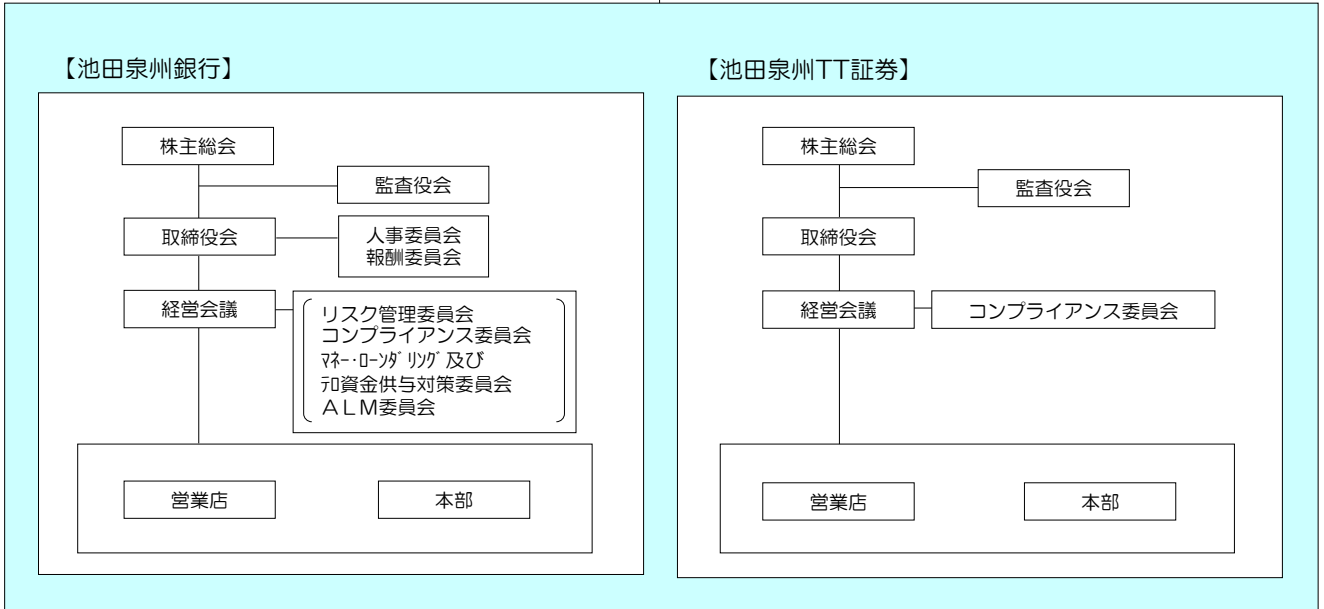 【池田泉州銀行】
株主総会
監査役会
取締役会
人事委員会
報酬委員会
経営会議
リスク管理委員会
コンプライアンス委員会
ﾏﾈｰ･ﾛｰﾝﾀﾞﾘﾝｸﾞ及び
ﾃﾛ資金供与対策委員会
ＡＬＭ委員会
営業店
本部
【池田泉州TT証券】
株主総会
監査役会
取締役会
経営会議
コンプライアンス委員会
営業店
本部